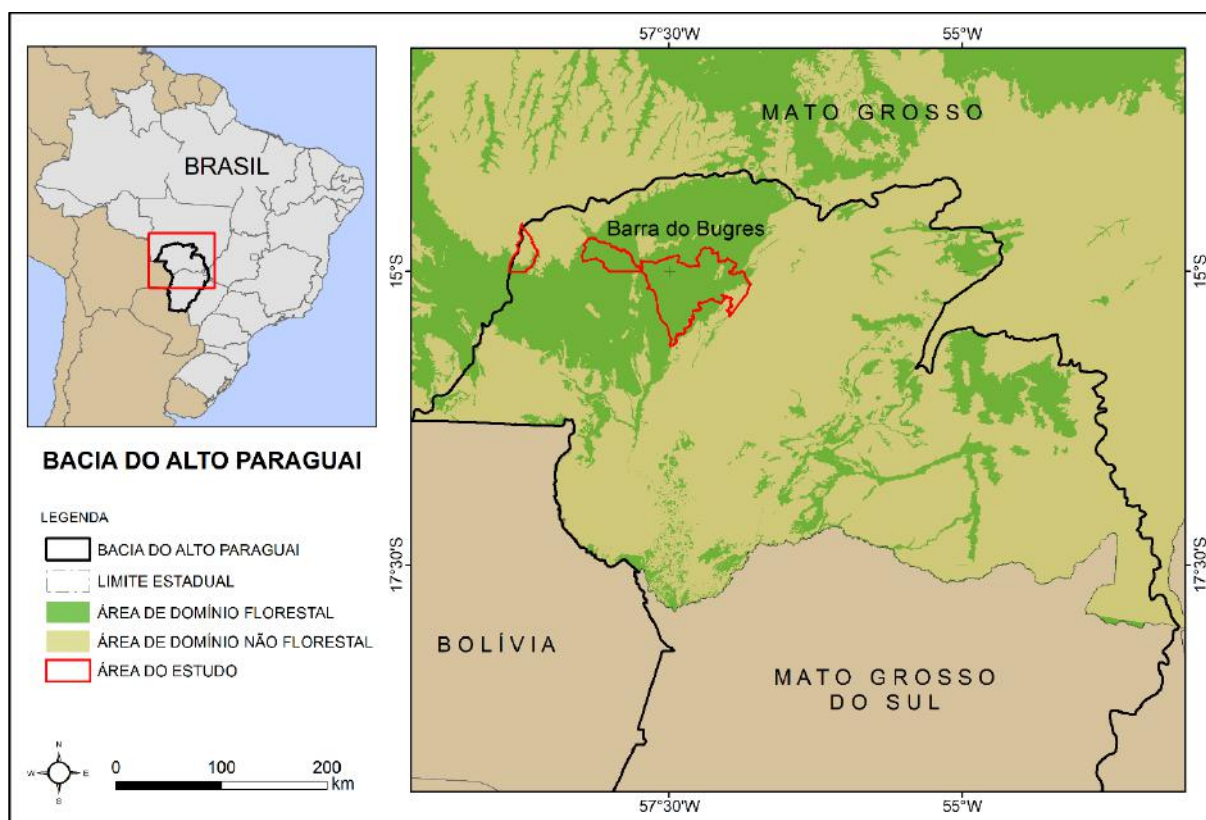 BRASIL
BACIA DO ALTO PARAGUAI
LEGENDA
BACIA DO ALTO PARAGUAI
LIMITE ESTADUAL
ÁREA DE DOMÍNIO FLORESTAL
ÁREA DE DOMÍNIO NÃO FLORESTAL
ÁREA DO ESTUDO
N
W E
S
0 100 200
km
57°30'W 55°W
MATO GROSSO
Barra do Bugres
15°S 15°S
17°30'S 17°30'S
BOLÍVIA
MATO GROSSO
DO SUL
57°30'W 55°W